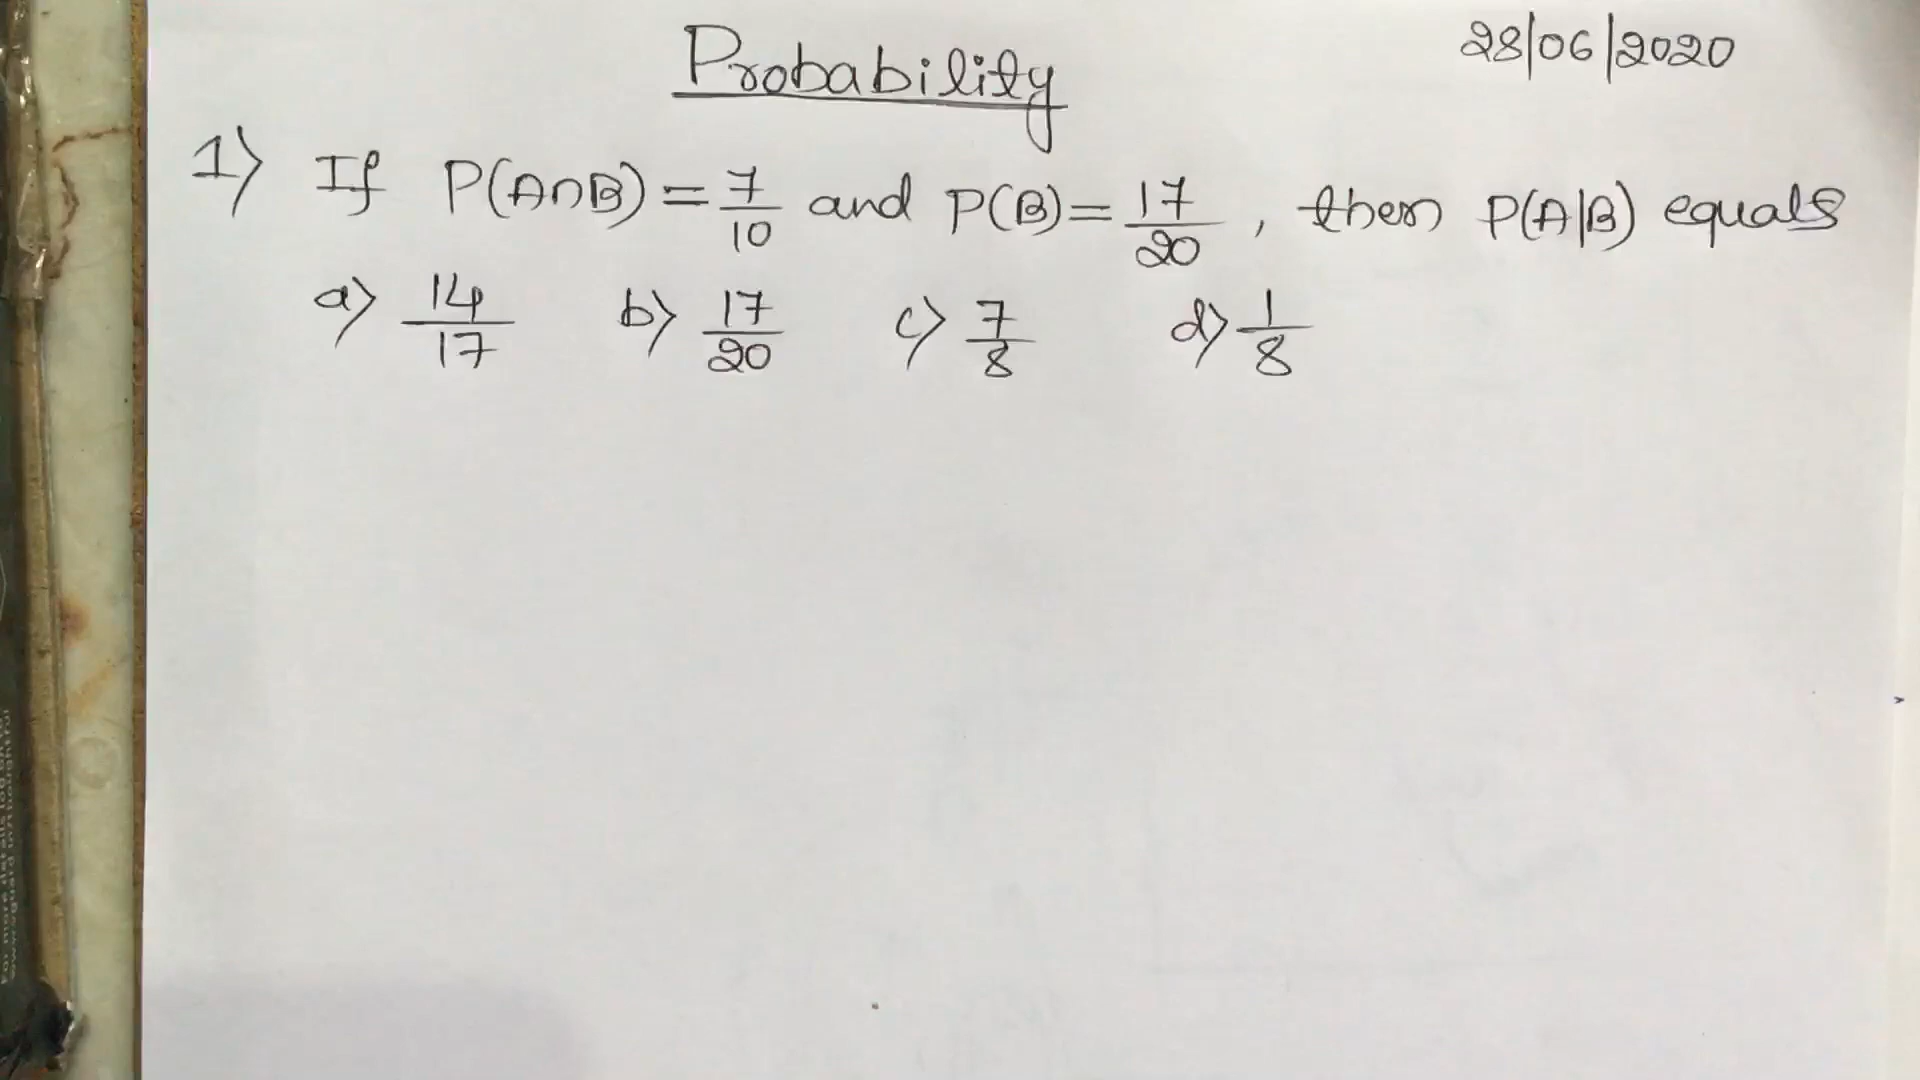 Probability
28/06/2020
1) If P(A∩B) = 7/10 and P(B) = 17/20, then P(A|B) equals
a) 14/17 b) 17/20 c) 7/8 d) 1/8